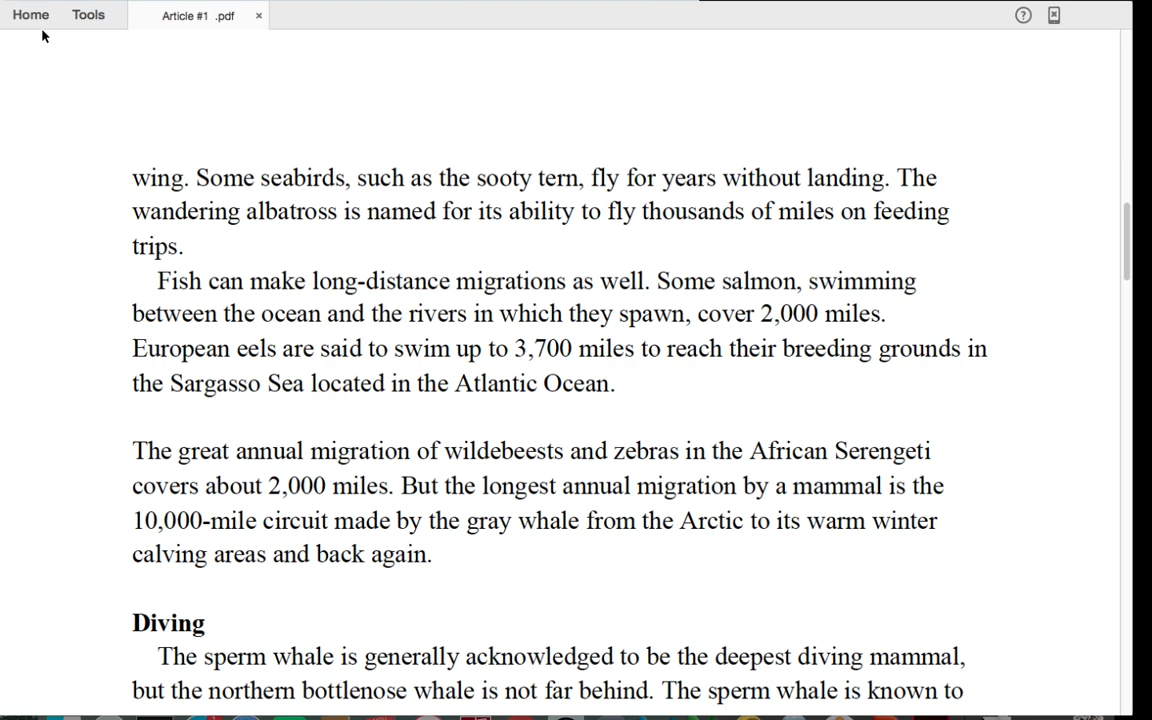 Home Tools Article #1 .pdf × ?
wing. Some seabirds, such as the sooty tern, fly for years without landing. The
wandering albatross is named for its ability to fly thousands of miles on feeding
trips.
Fish can make long-distance migrations as well. Some salmon, swimming
between the ocean and the rivers in which they spawn, cover 2,000 miles.
European eels are said to swim up to 3,700 miles to reach their breeding grounds in
the Sargasso Sea located in the Atlantic Ocean.
The great annual migration of wildebeests and zebras in the African Serengeti
covers about 2,000 miles. But the longest annual migration by a mammal is the
10,000-mile circuit made by the gray whale from the Arctic to its warm winter
calving areas and back again.
Diving
The sperm whale is generally acknowledged to be the deepest diving mammal,
but the northern bottlenose whale is not far behind. The sperm whale is known to